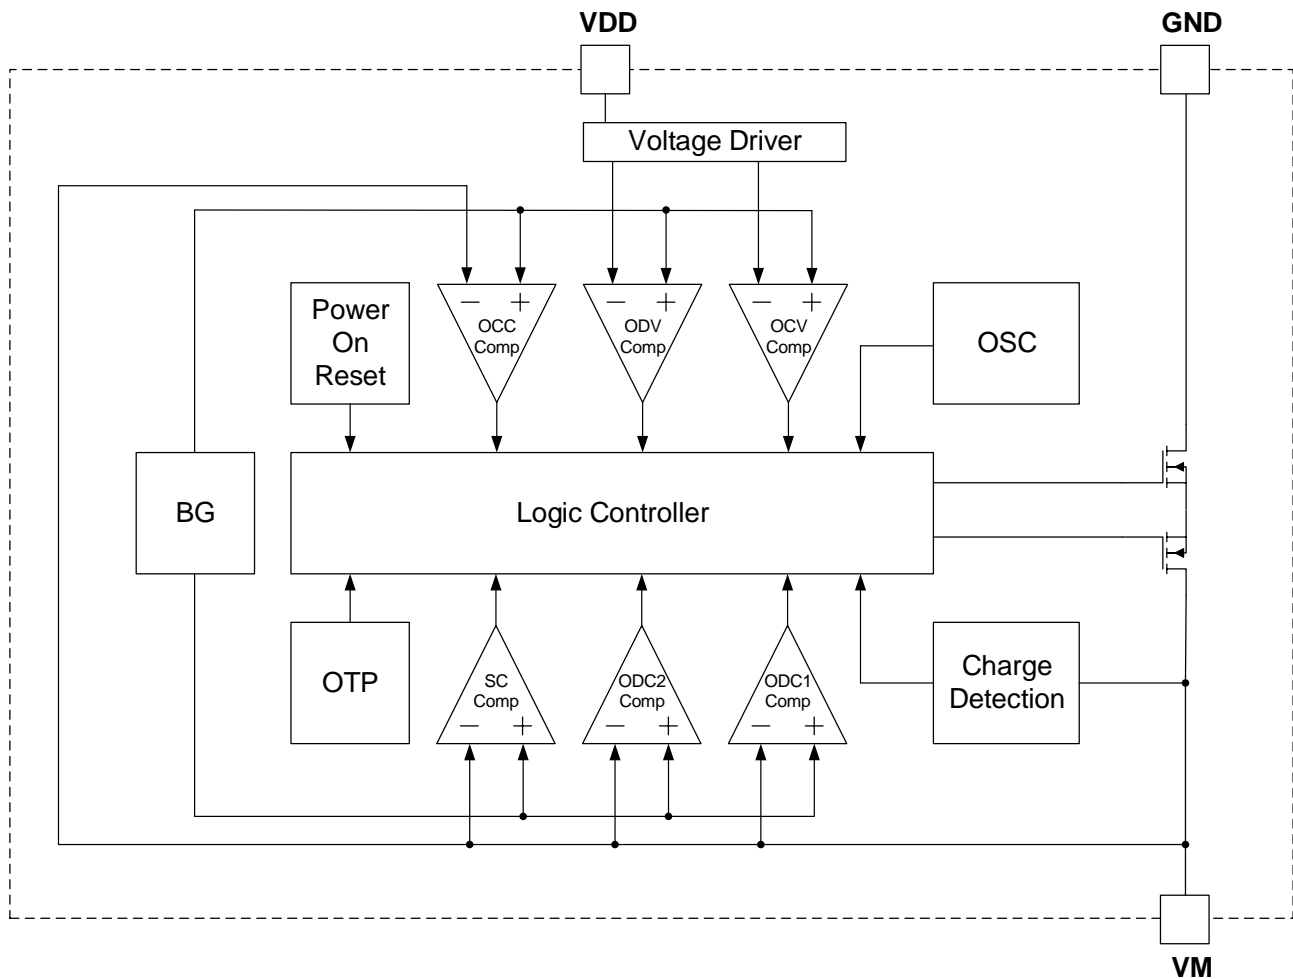 VDD
GND
Voltage Driver
− +
− +
− +
Power
On
Reset
OCC
Comp
ODV
Comp
OCV
Comp
OSC
BG
Logic Controller
OTP
SC
Comp
ODC2
Comp
ODC1
Comp
− +
− +
− +
Charge
Detection
VM